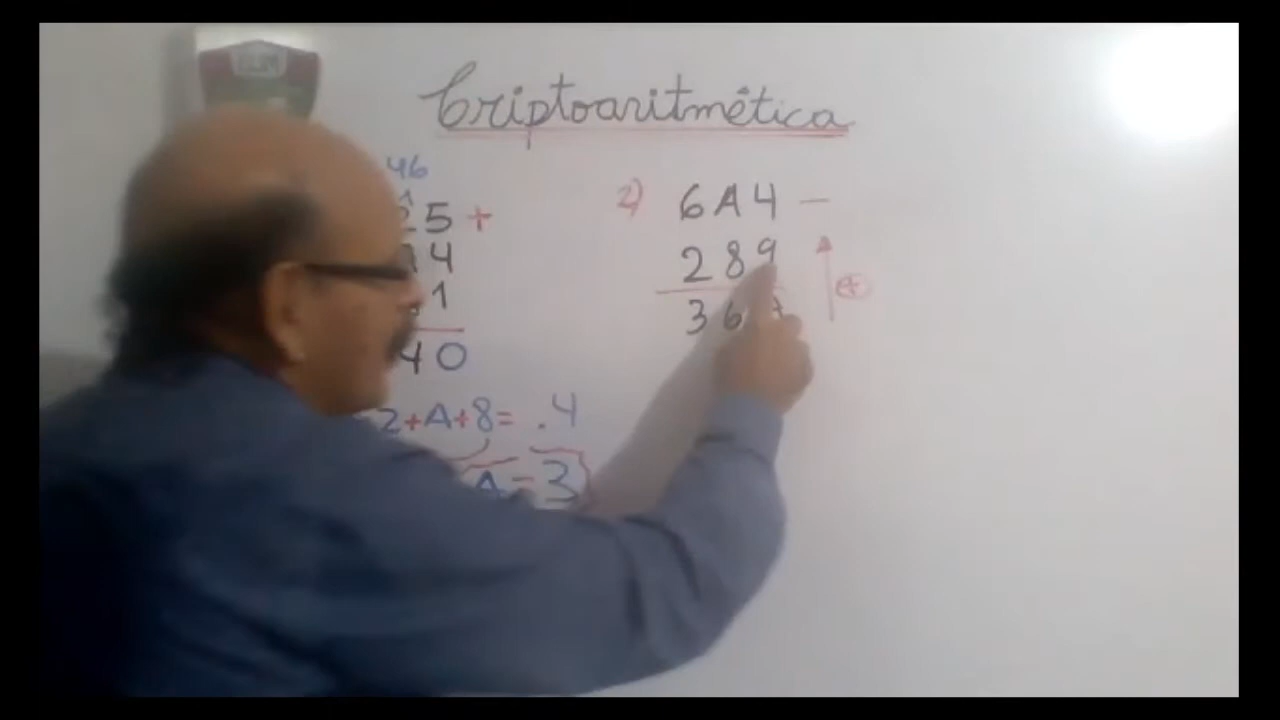 Criptoaritmética
46
25 +
4
1
40
2+A+8= .4
A=3
2) 6A4 -
289
36
+